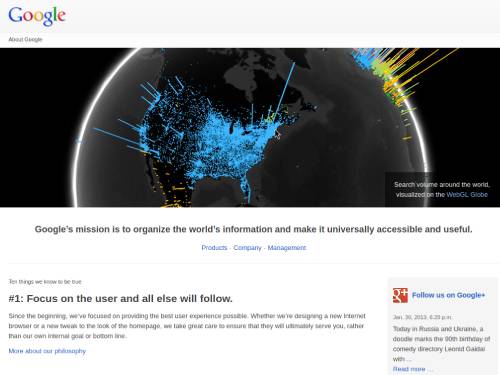 Google
About Google
Search volume around the world,
visualized on the WebGL Globe
Google's mission is to organize the world's information and make it universally accessible and useful.
Products - Company - Management
Ten things we know to be true
#1: Focus on the user and all else will follow.
Since the beginning, we've focused on providing the best user experience possible. Whether we're designing a new Internet
browser or a new tweak to the look of the homepage, we take great care to ensure that they will ultimately serve you, rather
than our own internal goal or bottom line.
More about our philosophy
Follow us on Google+
Jan. 30, 2013, 6:29 p.m.
Today in Russia and Ukraine, a
doodle marks the 90th birthday of
comedy directory Leonid Gaidai
with ...
Read more ...